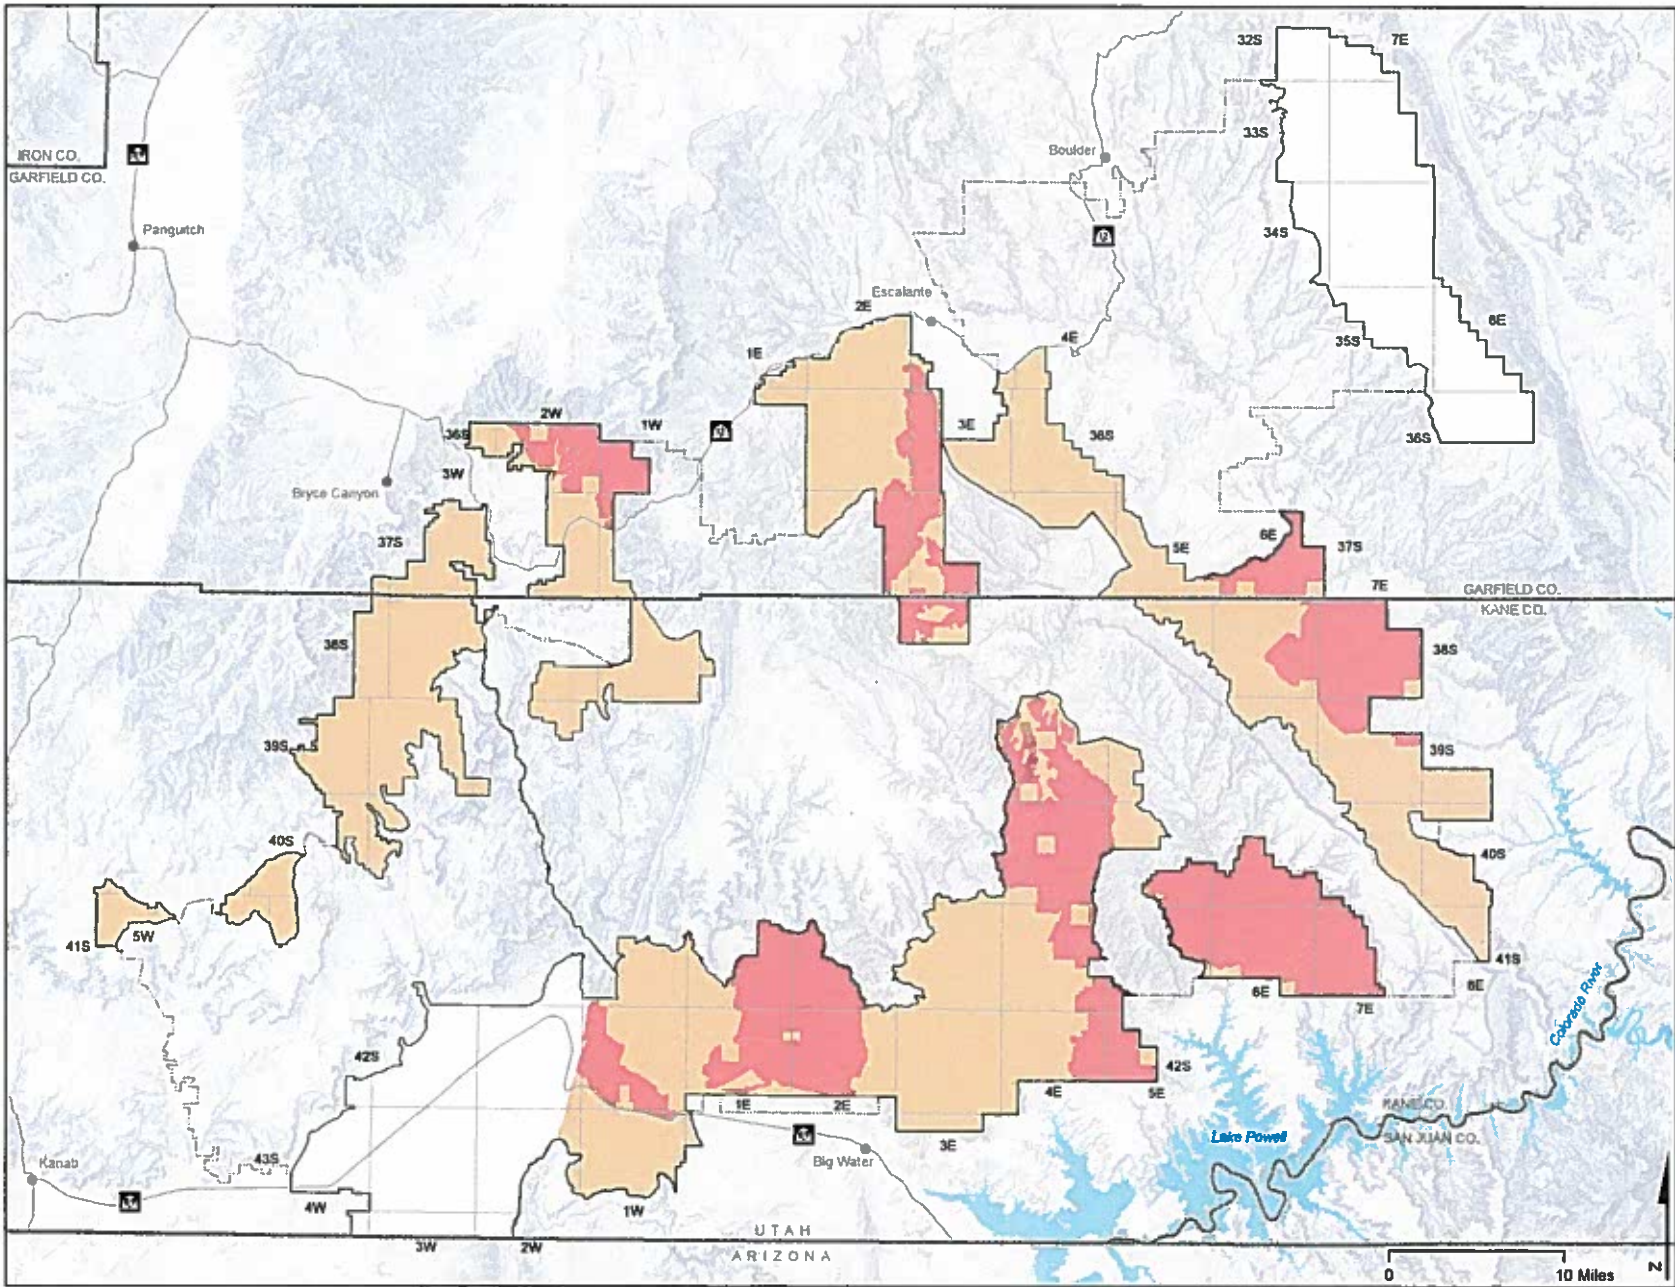 32S
7E
33S
Boulder
IRON CO.
GARFIELD CO.
Panguitch
34S
12
Escalante
2E
6E
4E
35S
1E
2W
1W
12
3E
36S
36S
36S
3W
Bryce Canyon
37S
5E
6E
37S
7E
GARFIELD CO.
KANE CO.
38S
38S
39S
39S
40S
40S
5W
41S
41S
6E
6E
7E
Colorado River
42S
42S
1E
2E
4E
5E
KANE CO.
SAN JUAN CO.
3E
Lake Powell
Big Water
Kanab
43S
4W
1W
UTAH
ARIZONA
3W
2W
0
10 Miles
N